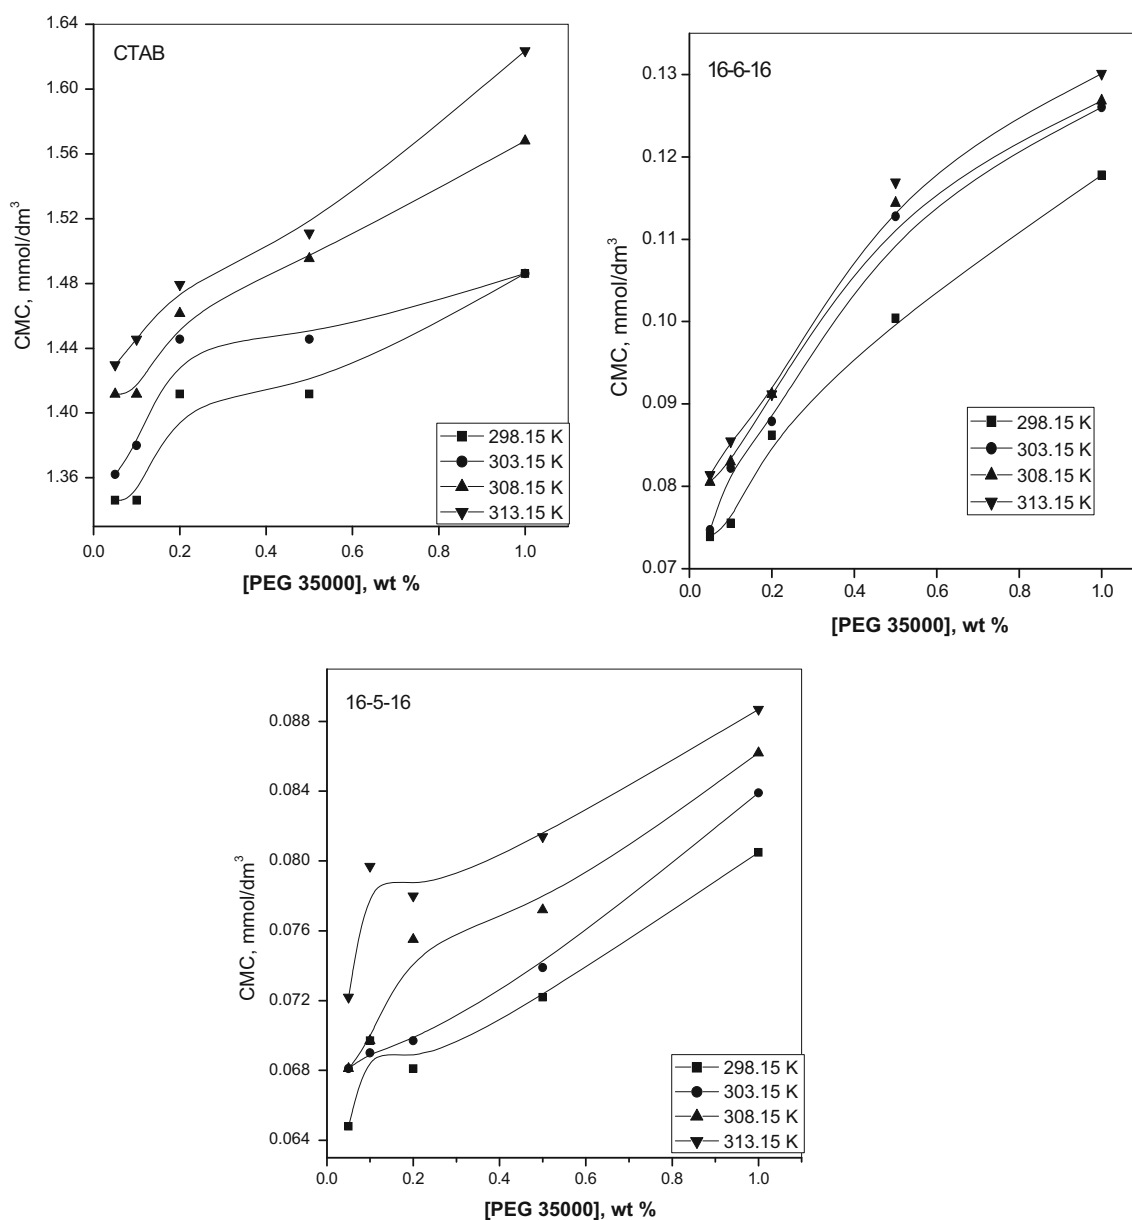 CTAB
CMC, mmol/dm³
1.64
1.60
1.56
1.52
1.48
1.44
1.40
1.36
0.0
0.2
0.4
0.6
0.8
1.0
[PEG 35000], wt %
298.15 K
303.15 K
308.15 K
313.15 K
16-6-16
CMC, mmol/dm³
0.13
0.12
0.11
0.10
0.09
0.08
0.07
0.0
0.2
0.4
0.6
0.8
1.0
[PEG 35000], wt %
298.15 K
303.15 K
308.15 K
313.15 K
16-5-16
CMC, mmol/dm³
0.088
0.084
0.080
0.076
0.072
0.068
0.064
0.0
0.2
0.4
0.6
0.8
1.0
[PEG 35000], wt %
298.15 K
303.15 K
308.15 K
313.15 K